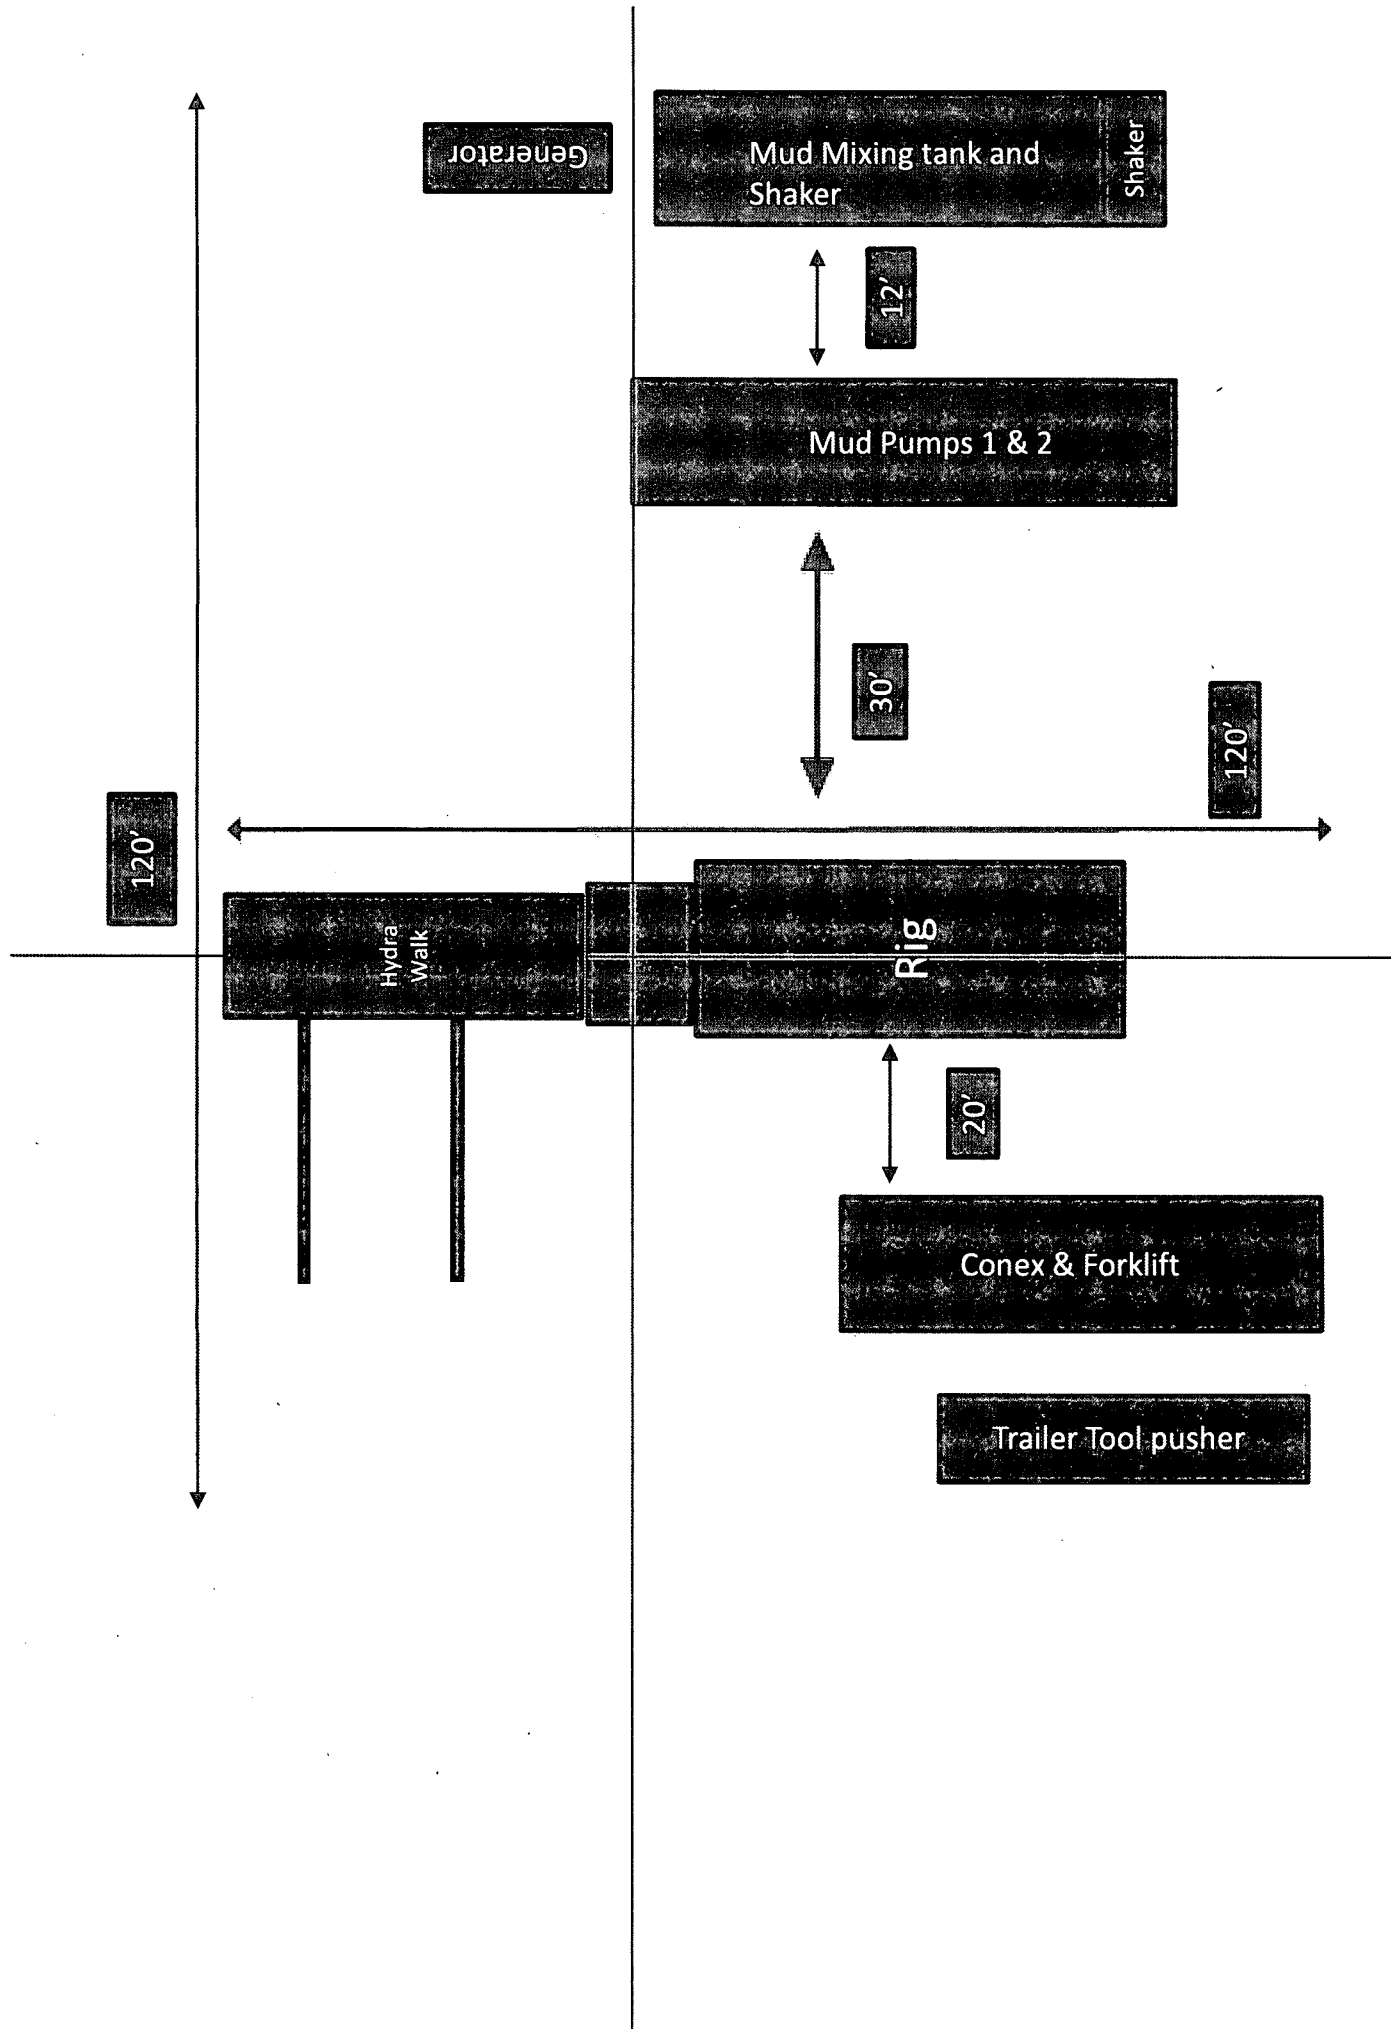 Generator
Mud Mixing tank and
Shaker
Shaker
12’
Mud Pumps 1 & 2
30’
120’
120’
Hydra
Walk
Rig
20’
Conex & Forklift
Trailer Tool pusher